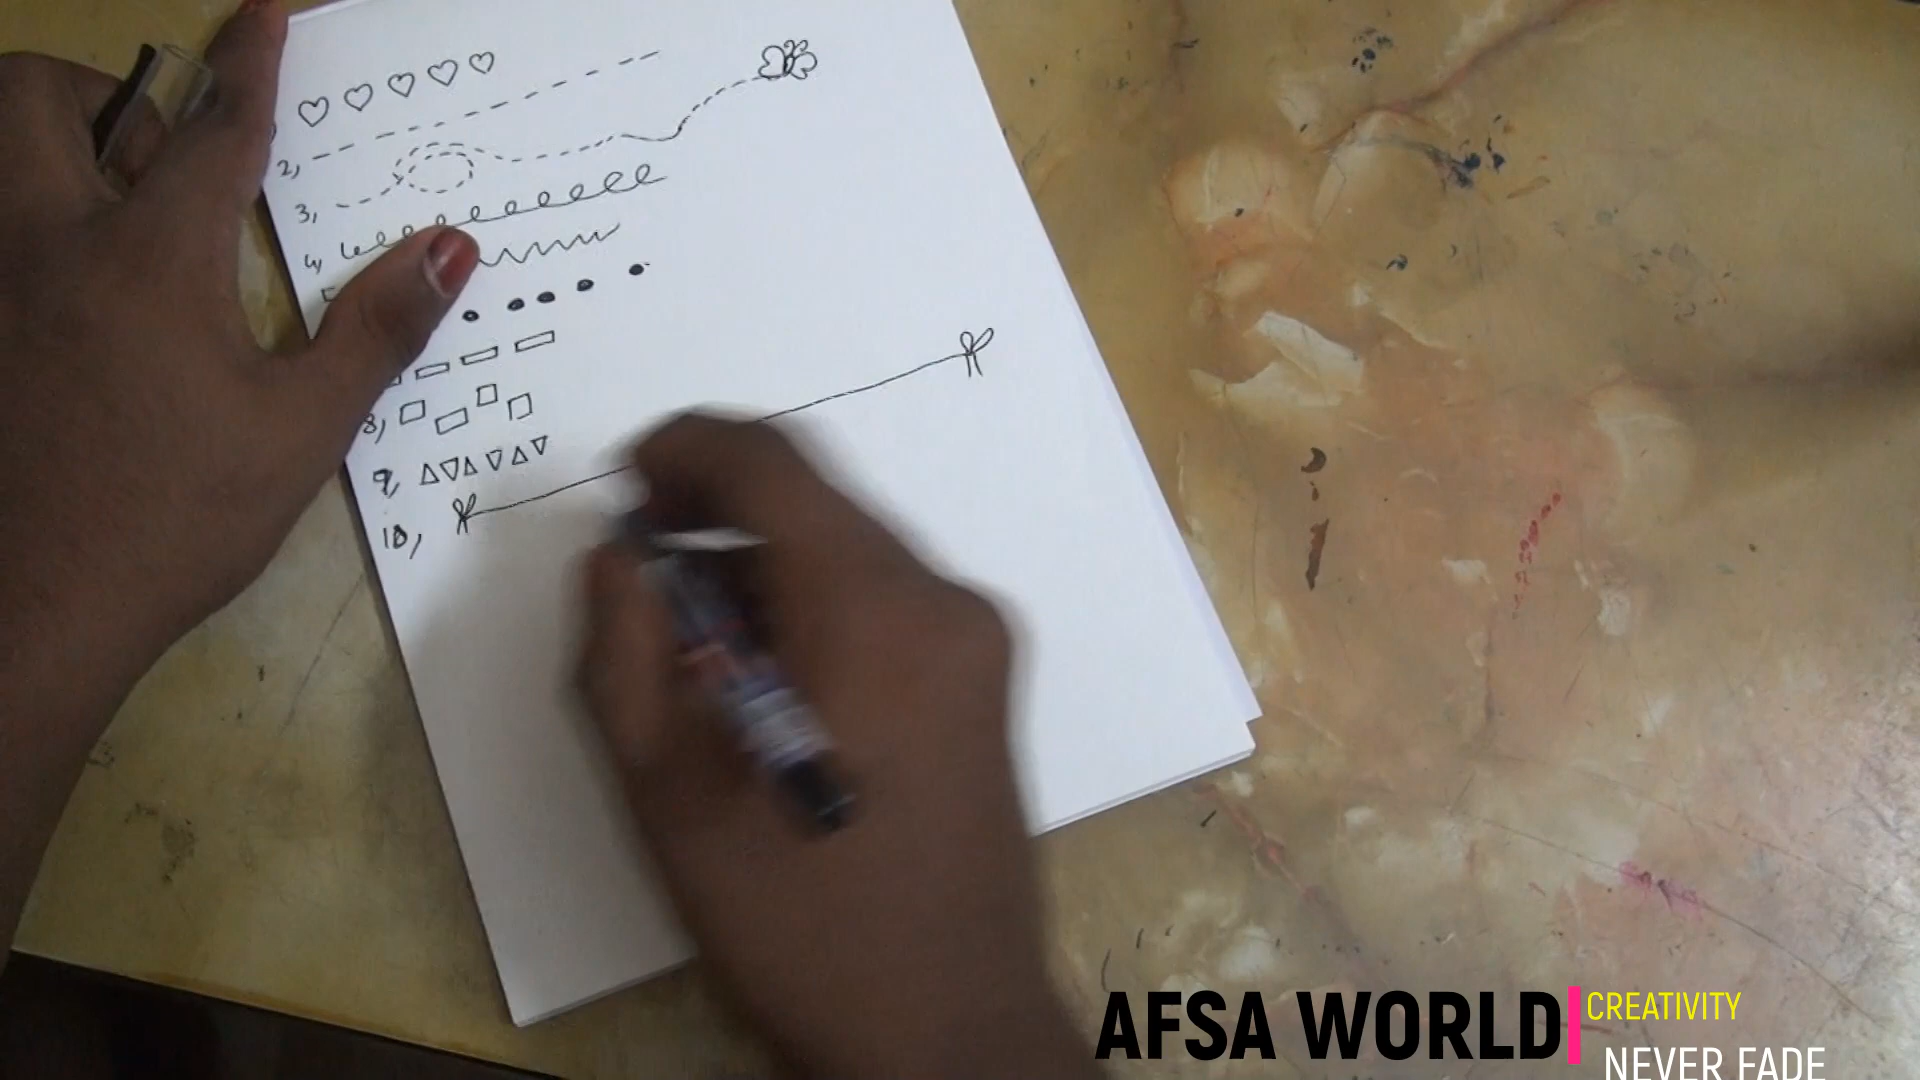 2,
3,
4,
8,
9,
10,
AFSA WORLD
CREATIVITY
NEVER FADE